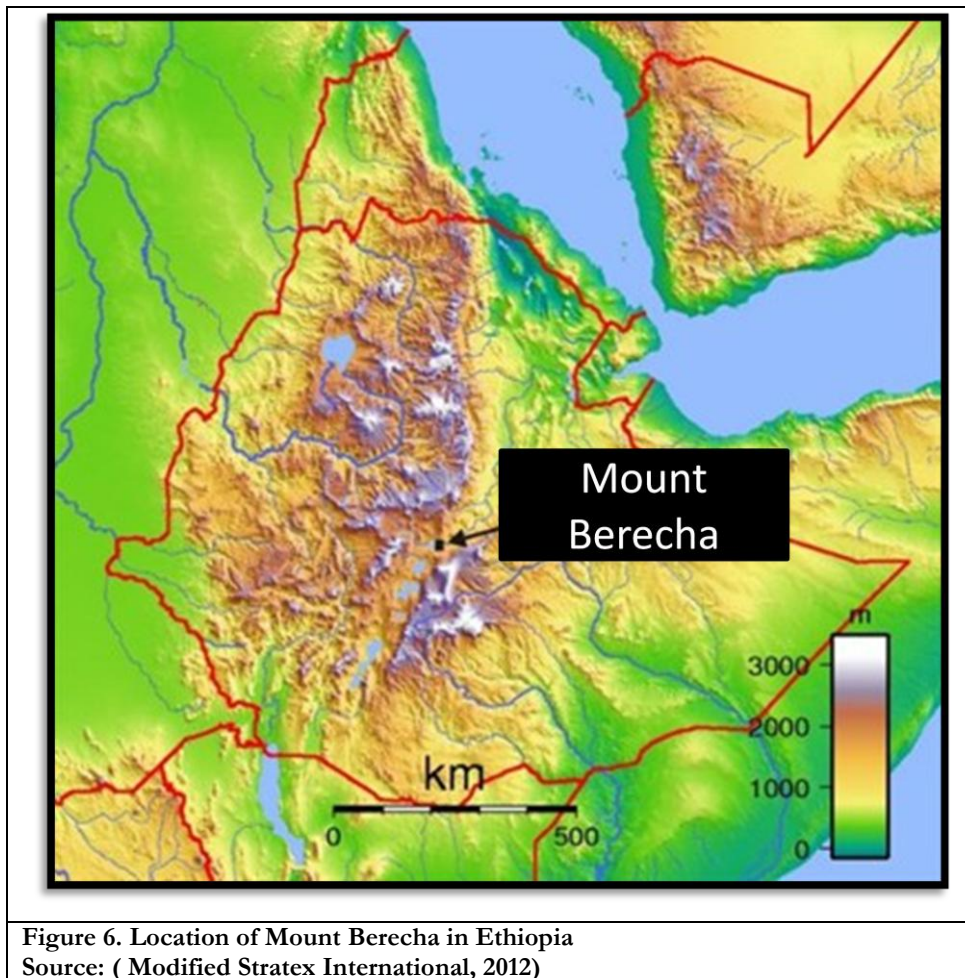 Mount
Berecha
m
3000
2000
1000
0
km
0 500
Figure 6. Location of Mount Berecha in Ethiopia
Source: ( Modified Stratex International, 2012)